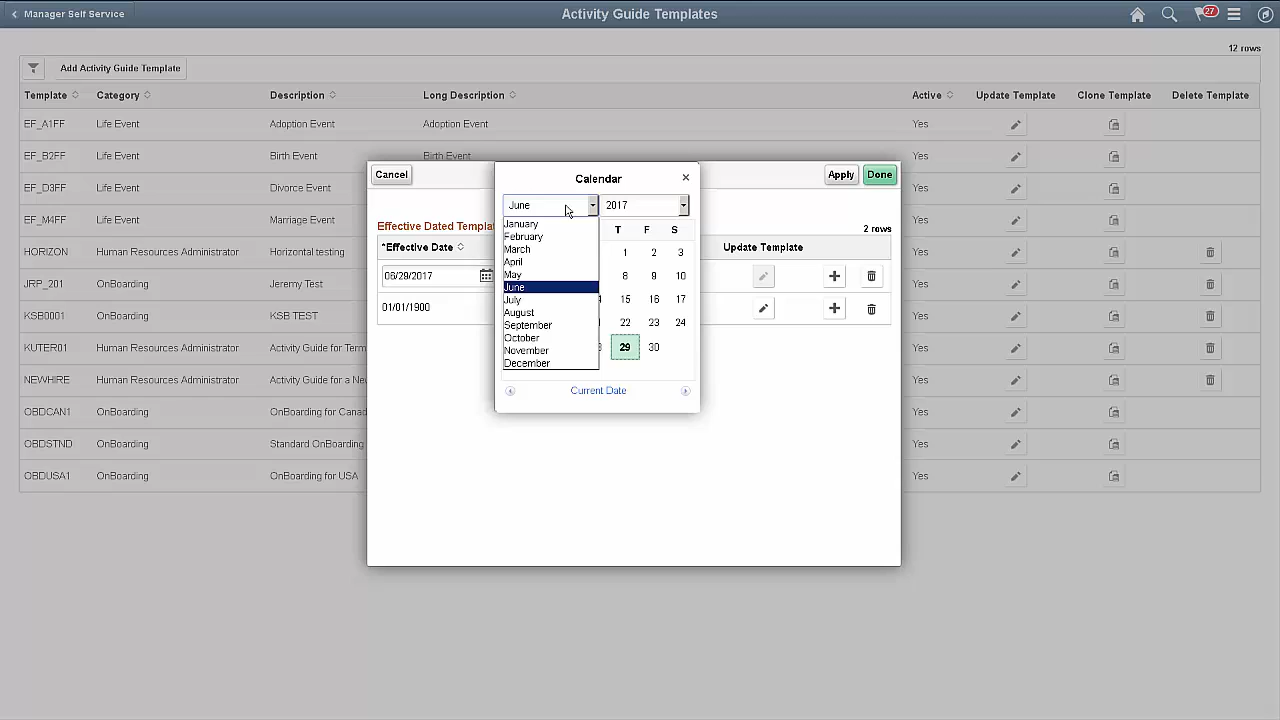 Manager Self Service
Activity Guide Templates
27
12 rows
Add Activity Guide Template
Template Category Description Long Description Active Update Template Clone Template Delete Template
EF_A1FF Life Event Adoption Event Adoption Event Yes
EF_B2FF Life Event Birth Event Birth Event Yes
EF_D3FF Life Event Divorce Event Yes
EF_M4FF Life Event Marriage Event Yes
HORIZON Human Resources Administrator Horizontal testing Yes
JRP_201 OnBoarding Jeremy Test Yes
KSB0001 OnBoarding KSB TEST Yes
KUTER01 Human Resources Administrator Activity Guide for Term Yes
NEWHIRE Human Resources Administrator Activity Guide for a Nev Yes
OBDCAN1 OnBoarding OnBoarding for Canad Yes
OBDSTND OnBoarding Standard OnBoarding Yes
OBDUSA1 OnBoarding OnBoarding for USA Yes
Cancel
Apply
Done
Effective Dated Templat
2 rows
*Effective Date
Update Template
06/29/2017
01/01/1900
Calendar
June
2017
January
February
March
April
May
June
July
August
September
October
November
December
T F S
1 2 3
8 9 10
15 16 17
22 23 24
29 30
Current Date